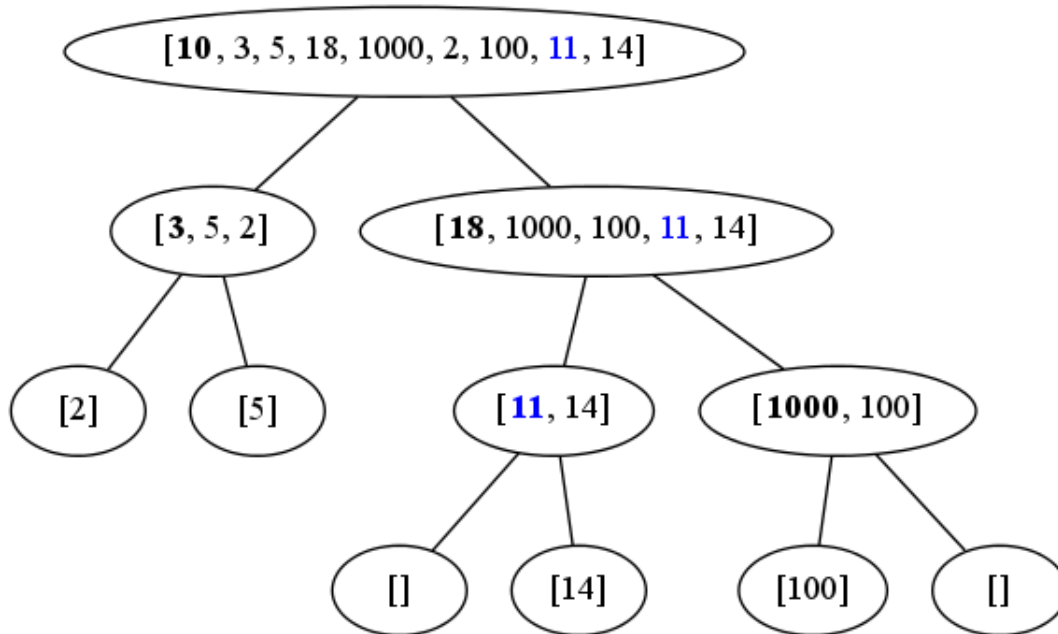 [10, 3, 5, 18, 1000, 2, 100, 11, 14]
[3, 5, 2]
[18, 1000, 100, 11, 14]
[2]
[5]
[11, 14]
[1000, 100]
[]
[14]
[100]
[]